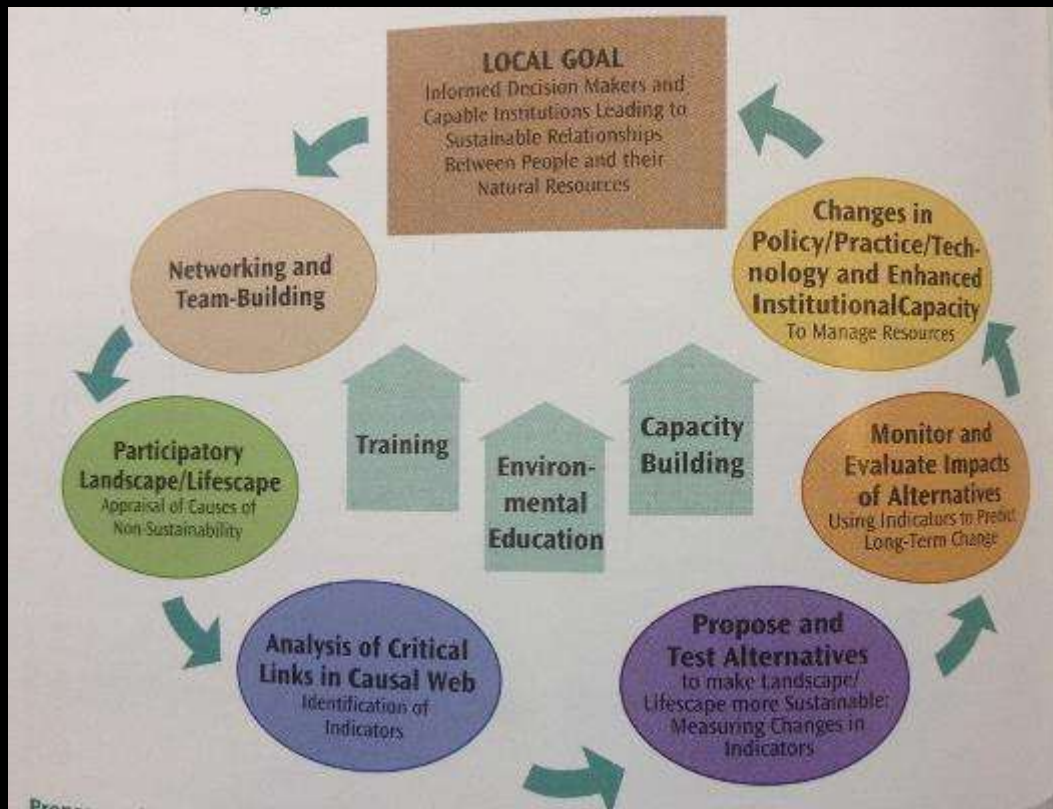 LOCAL GOAL
Informed Decision Makers and
Capable Institutions Leading to
Sustainable Relationships
Between People and their
Natural Resources
Networking and
Team-Building
Participatory
Landscape/Lifescape
Appraisal of Causes of
Non-Sustainability
Analysis of Critical
Links in Causal Web
Identification of
Indicators
Propose and
Test Alternatives
to make Landscape/
Lifescape more Sustainable:
Measuring Changes in
Indicators
Monitor and
Evaluate Impacts
of Alternatives
Using Indicators to Predict
Long-Term Change
Changes in
Policy/Practice/Tech-
nology and Enhanced
InstitutionalCapacity
To Manage Resources
Training
Environ-
mental
Education
Capacity
Building